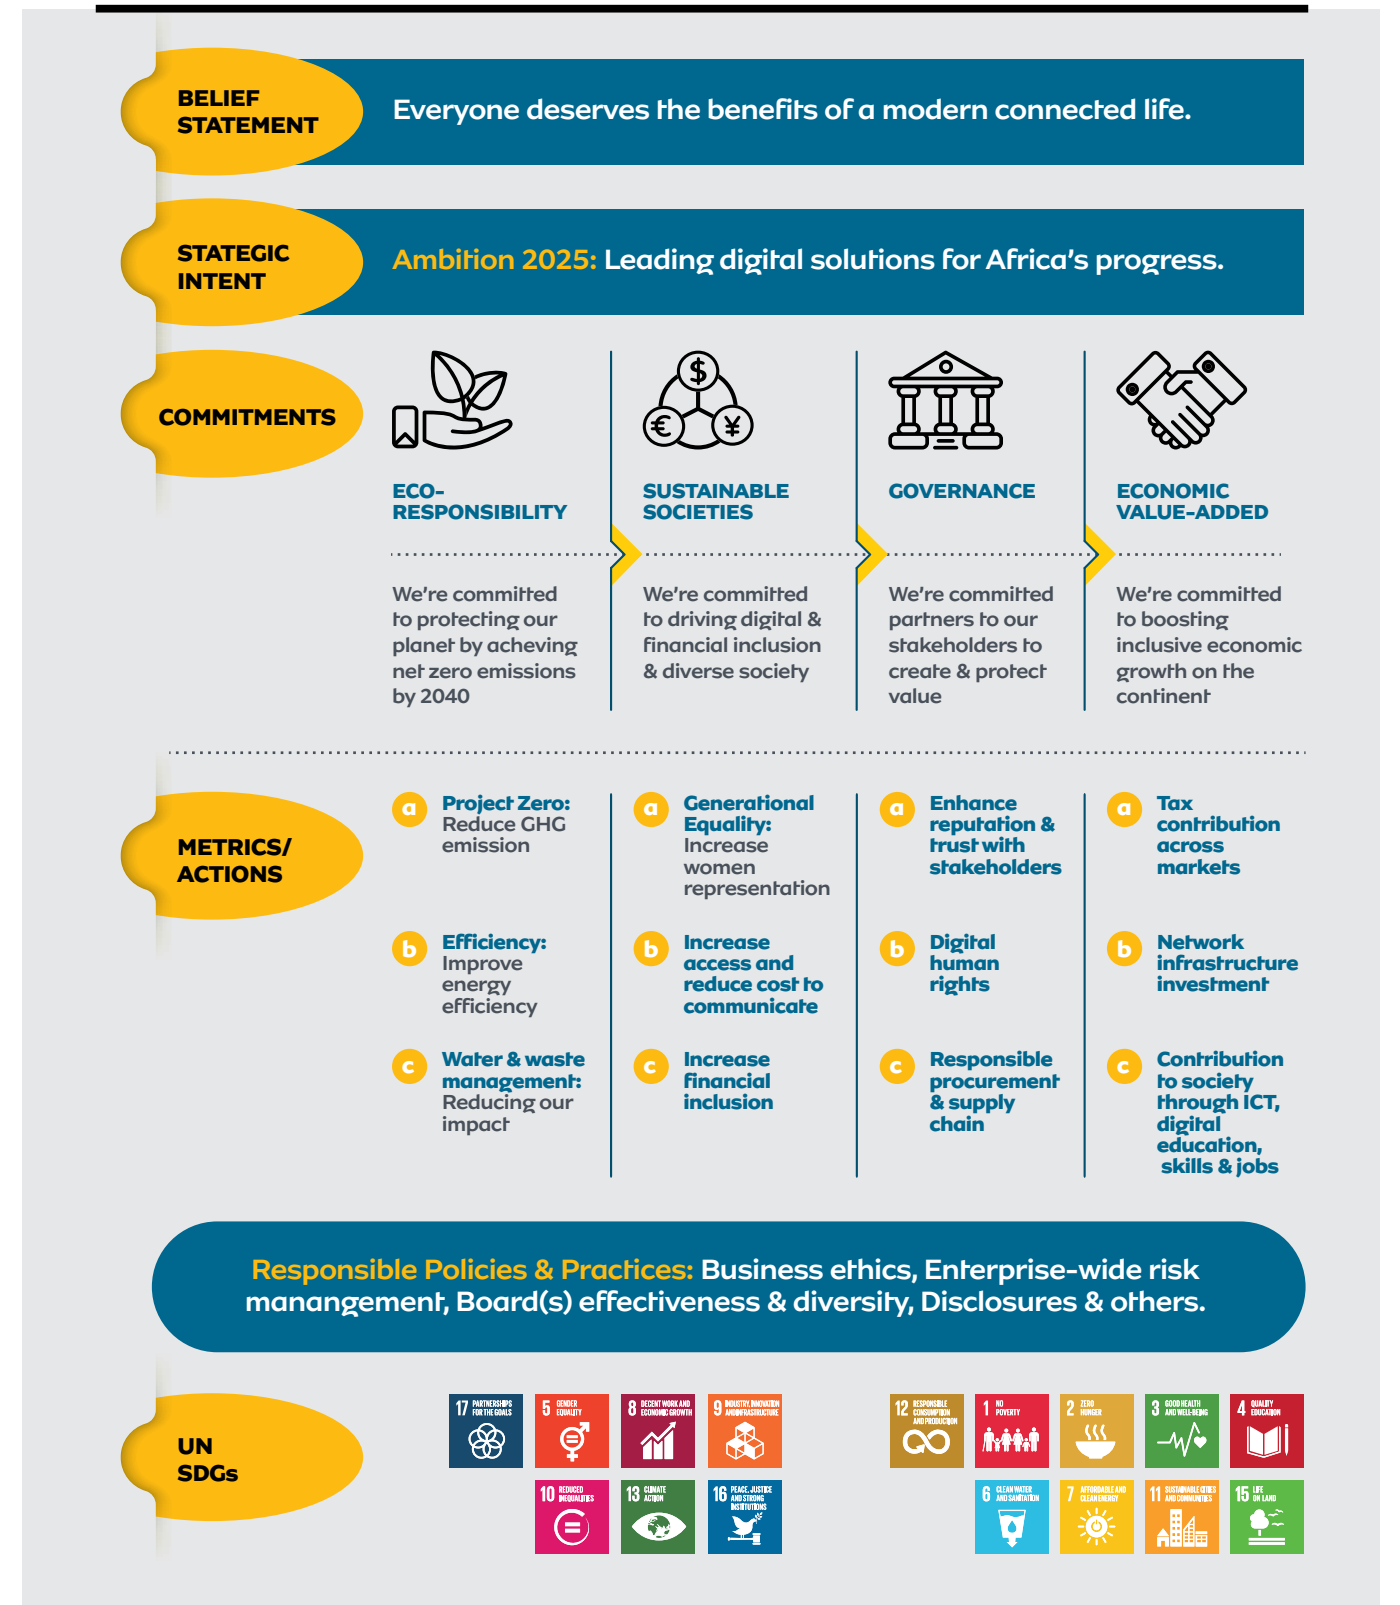 BELIEF
STATEMENT
Everyone deserves the benefits of a modern connected life.
STATEGIC
INTENT
Ambition 2025: Leading digital solutions for Africa's progress.
COMMITMENTS
ECO-
RESPONSIBILITY
We're committed
to protecting our
planet by acheving
net zero emissions
by 2040
SUSTAINABLE
SOCIETIES
We're committed
to driving digital &
financial inclusion
& diverse society
GOVERNANCE
We're committed
partners to our
stakeholders to
create & protect
value
ECONOMIC
VALUE-ADDED
We're committed
to boosting
inclusive economic
growth on the
continent
METRICS/
ACTIONS
a Project Zero:
Reduce GHG
emission
b Efficiency:
Improve
energy
efficiency
c Water & waste
management:
Reducing our
impact
a Generational
Equality:
Increase
women
representation
b Increase
access and
reduce cost to
communicate
c Increase
financial
inclusion
a Enhance
reputation &
trust with
stakeholders
b Digital
human
rights
c Responsible
procurement
& supply
chain
a Tax
contribution
across
markets
b Network
infrastructure
investment
c Contribution
to society
through ICT,
digital
education,
skills & jobs
Responsible Policies & Practices: Business ethics, Enterprise-wide risk
manangement, Board(s) effectiveness & diversity, Disclosures & others.
UN
SDGs
17 PARTNERSHIPS
FOR THE GOALS
5 GENDER
EQUALITY
8 DECENT WORK AND
ECONOMIC GROWTH
9 INDUSTRY, INNOVATION
AND INFRASTRUCTURE
10 REDUCED
INEQUALITIES
13 CLIMATE
ACTION
16 PEACE, JUSTICE
AND STRONG
INSTITUTIONS
12 RESPONSIBLE
CONSUMPTION
AND PRODUCTION
1 NO
POVERTY
2 ZERO
HUNGER
3 GOOD HEALTH
AND WELL-BEING
4 QUALITY
EDUCATION
6 CLEAN WATER
AND SANITATION
7 AFFORDABLE AND
CLEAN ENERGY
11 SUSTAINABLE CITIES
AND COMMUNITIES
15 LIFE
ON LAND